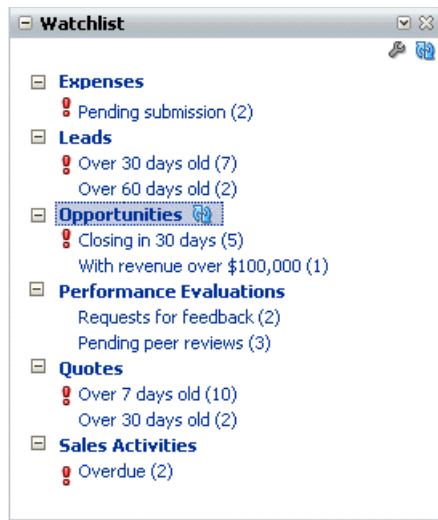 Watchlist
Expenses
Pending submission (2)
Leads
Over 30 days old (7)
Over 60 days old (2)
Opportunities
Closing in 30 days (5)
With revenue over $100,000 (1)
Performance Evaluations
Requests for feedback (2)
Pending peer reviews (3)
Quotes
Over 7 days old (10)
Over 30 days old (2)
Sales Activities
Overdue (2)